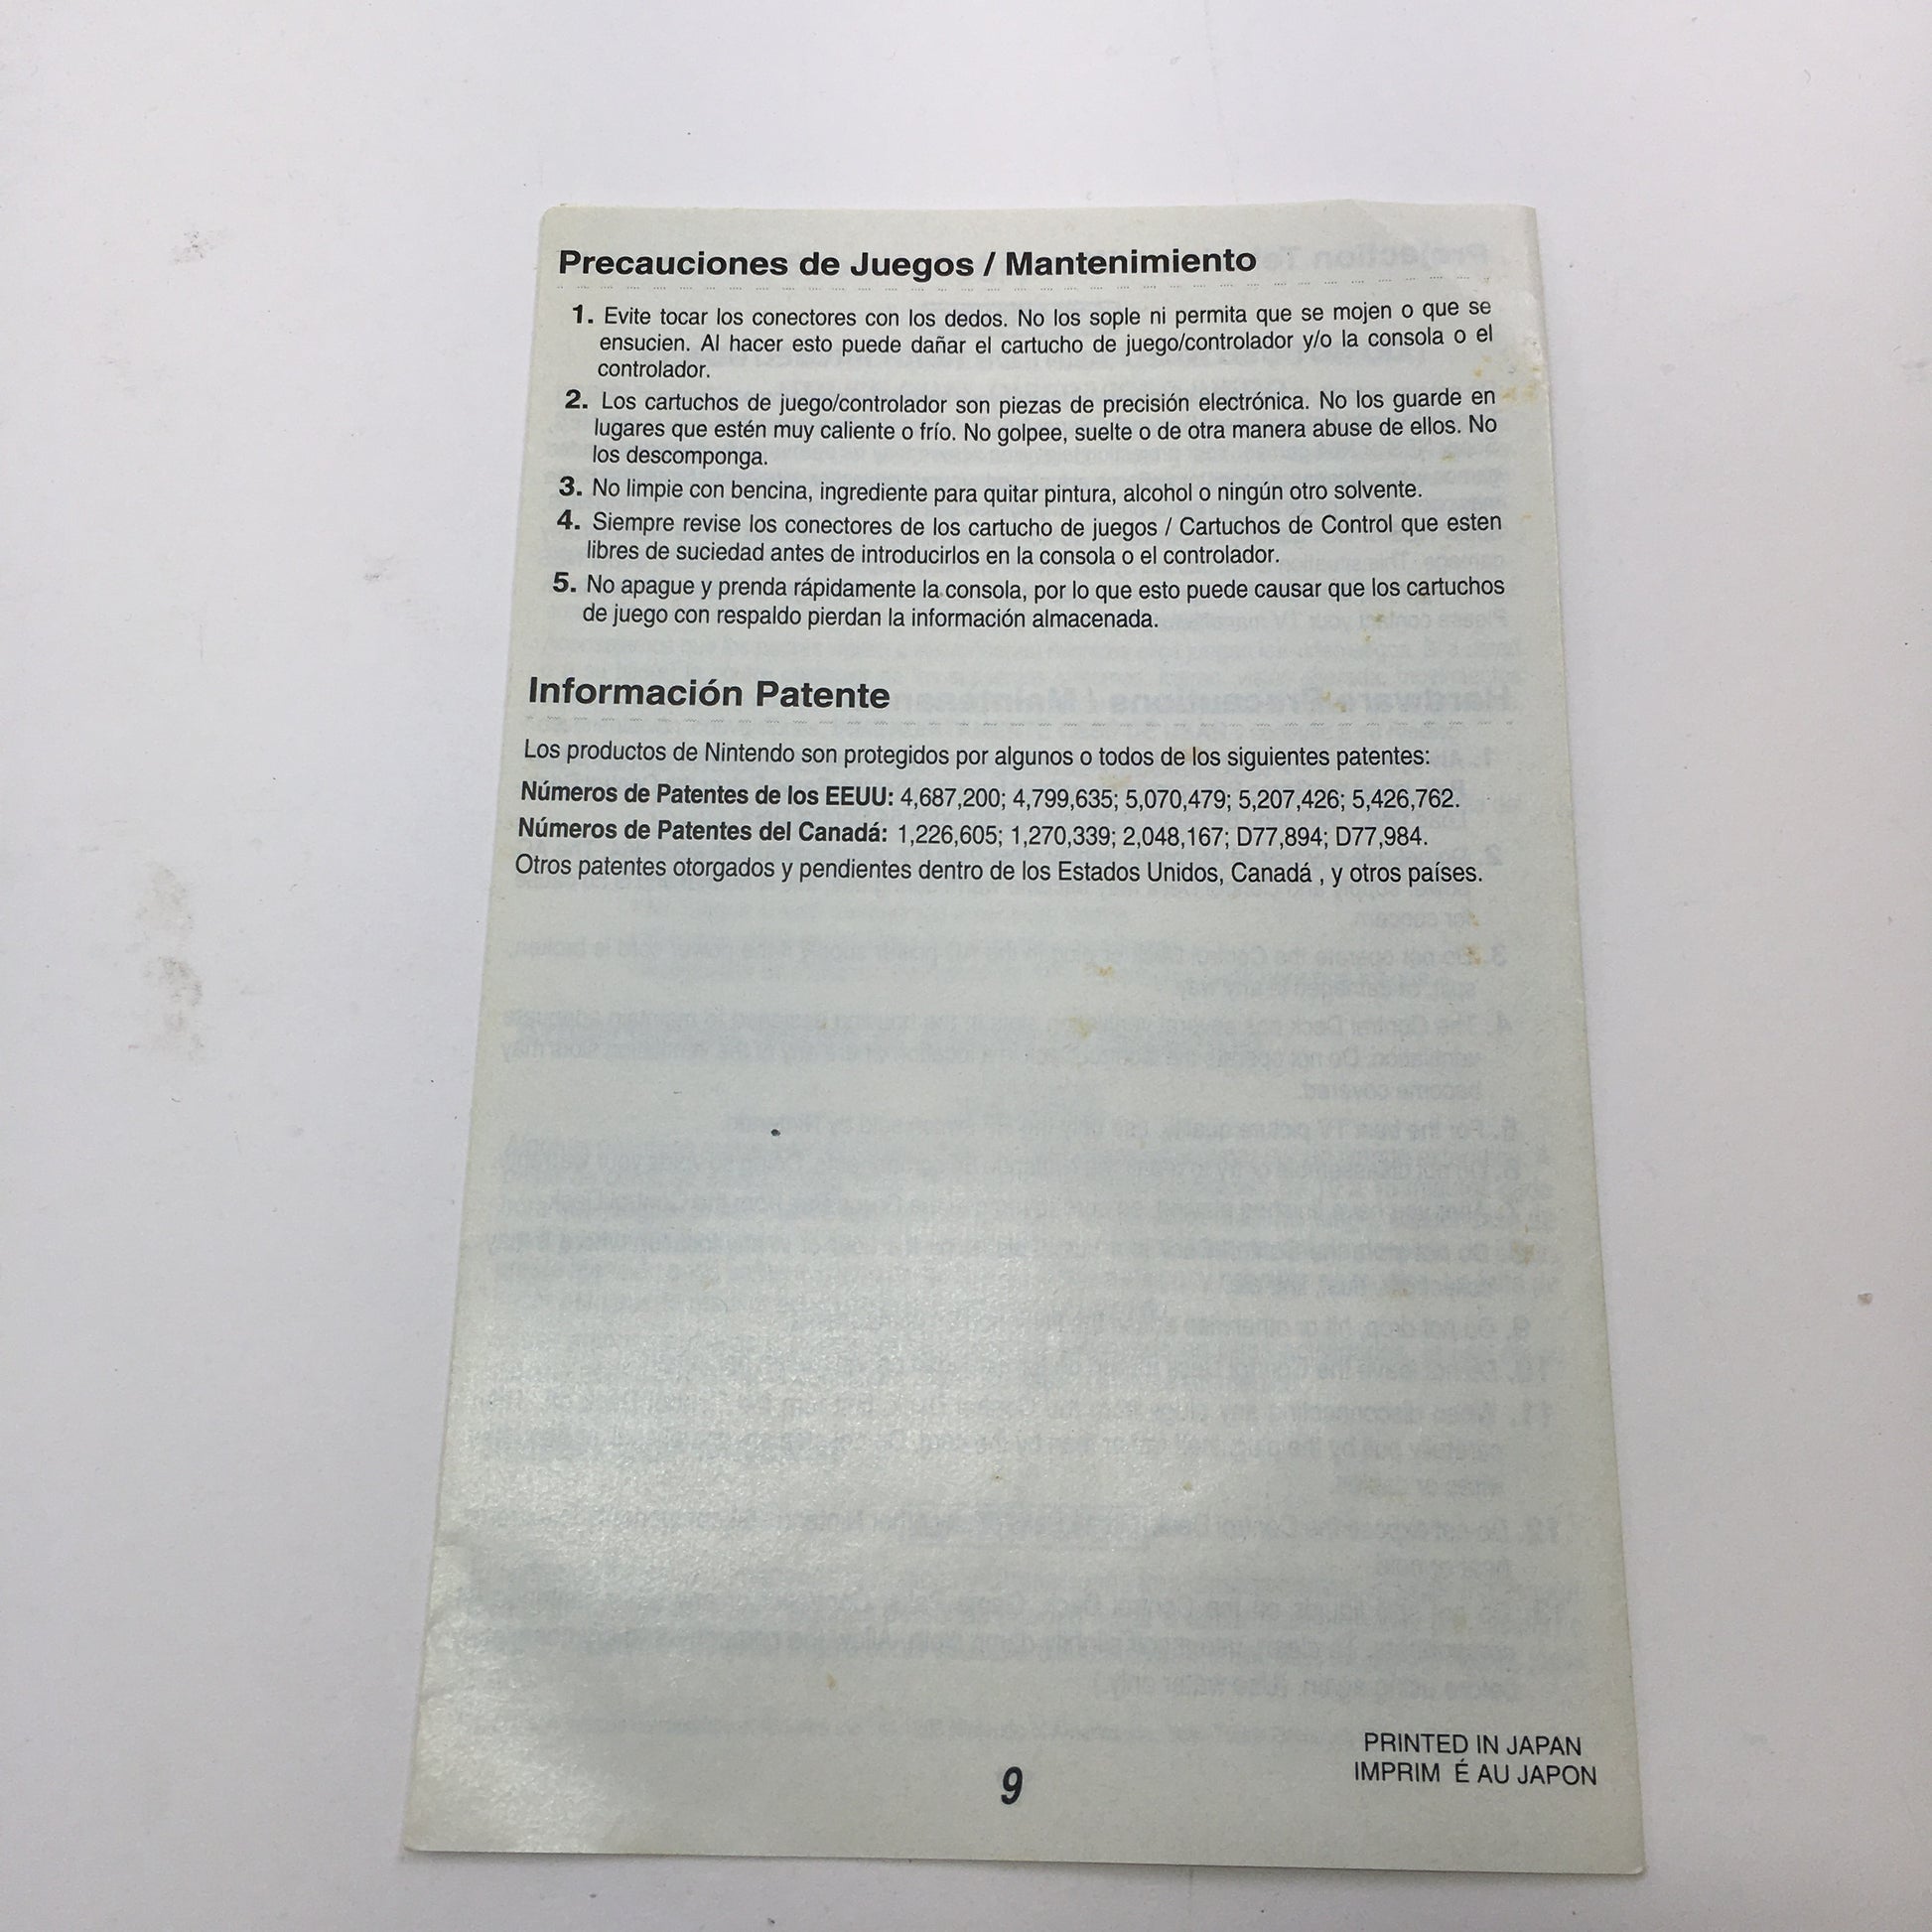 Precauciones de Juegos / Mantenimiento
1. Evite tocar los conectores con los dedos. No los sople ni permita que se mojen o que se
ensucien. Al hacer esto puede dañar el cartucho de juego/controlador y/o la consola o el
controlador.
2. Los cartuchos de juego/controlador son piezas de precisión electrónica. No los guarde en
lugares que estén muy caliente o frío. No golpee, suelte o de otra manera abuse de ellos. No
los descomponga.
3. No limpie con bencina, ingrediente para quitar pintura, alcohol o ningún otro solvente.
4. Siempre revise los conectores de los cartucho de juegos / Cartuchos de Control que esten
libres de suciedad antes de introducirlos en la consola o el controlador.
5. No apague y prenda rápidamente la consola, por lo que esto puede causar que los cartuchos
de juego con respaldo pierdan la información almacenada.
Información Patente
Los productos de Nintendo son protegidos por algunos o todos de los siguientes patentes:
Números de Patentes de los EEUU: 4,687,200; 4,799,635; 5,070,479; 5,207,426; 5,426,762.
Números de Patentes del Canadá: 1,226,605; 1,270,339; 2,048,167; D77,894; D77,984.
Otros patentes otorgados y pendientes dentro de los Estados Unidos, Canadá , y otros países.
PRINTED IN JAPAN
IMPRIM É AU JAPON
9